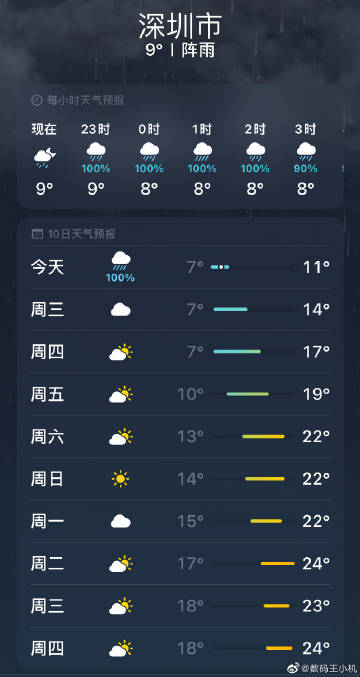 深圳市
9° | 阵雨
每小时天气预报
现在 23时 0时 1时 2时 3时
100% 100% 100% 100% 90%
9° 9° 8° 8° 8° 8°
10日天气预报
今天 100% 7° 11°
周三 7° 14°
周四 7° 17°
周五 10° 19°
周六 13° 22°
周日 14° 22°
周一 15° 22°
周二 17° 24°
周三 18° 23°
周四 18° 24°
@数码王小机